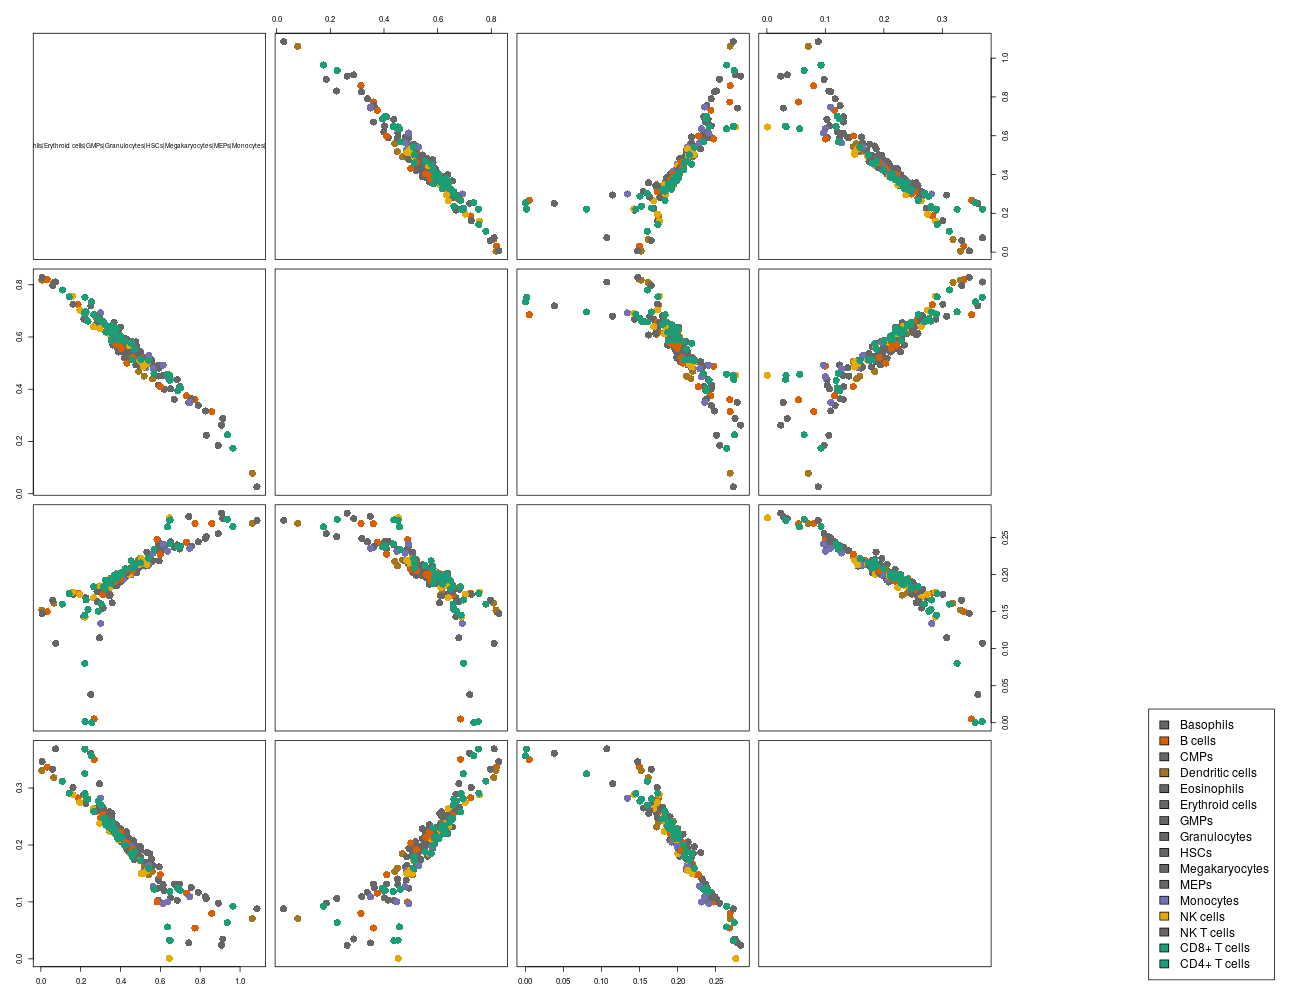 0.0 0.2 0.4 0.6 0.8
0.0 0.1 0.2 0.3
hils|Erythroid cells|GMPs|Granulocytes|HSCs|Megakaryocytes|MEPs|Monocytes|
0.0 0.2 0.4 0.6 0.8 1.0
0.0 0.2 0.4 0.6 0.8
0.00 0.05 0.10 0.15 0.20 0.25
0.0 0.1 0.2 0.3
0.0 0.2 0.4 0.6 0.8 1.0
0.00 0.05 0.10 0.15 0.20 0.25
Basophils
B cells
CMPs
Dendritic cells
Eosinophils
Erythroid cells
GMPs
Granulocytes
HSCs
Megakaryocytes
MEPs
Monocytes
NK cells
NK T cells
CD8+ T cells
CD4+ T cells